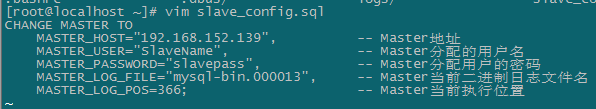 [root@localhost ~]# vim slave_config.sql
CHANGE MASTER TO
MASTER_HOST="192.168.152.139", -- Master地址
MASTER_USER="SlaveName", -- Master分配的用户名
MASTER_PASSWORD="slavepass", -- Master分配用户的密码
MASTER_LOG_FILE="mysql-bin.000013", -- Master当前二进制日志文件名
MASTER_LOG_POS=366; -- Master当前执行位置
~